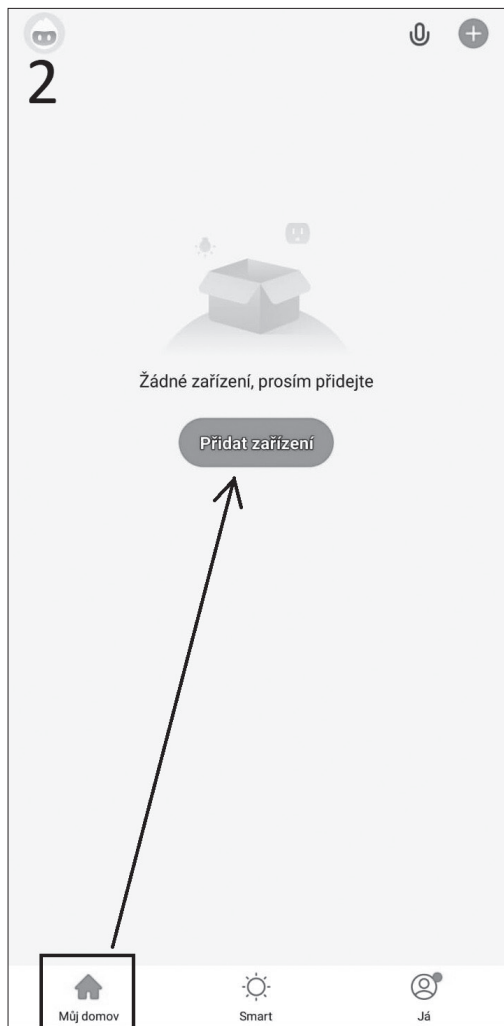 2
Žádné zařízení, prosím přidejte
Přidat zařízení
Můj domov
Smart
Já